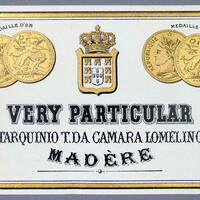 MEDAILLE D'OR
MEDAILLE
VERY PARTICULAR
TARQUINIO T. DA CAMARA LOMELINO
MADÈRE